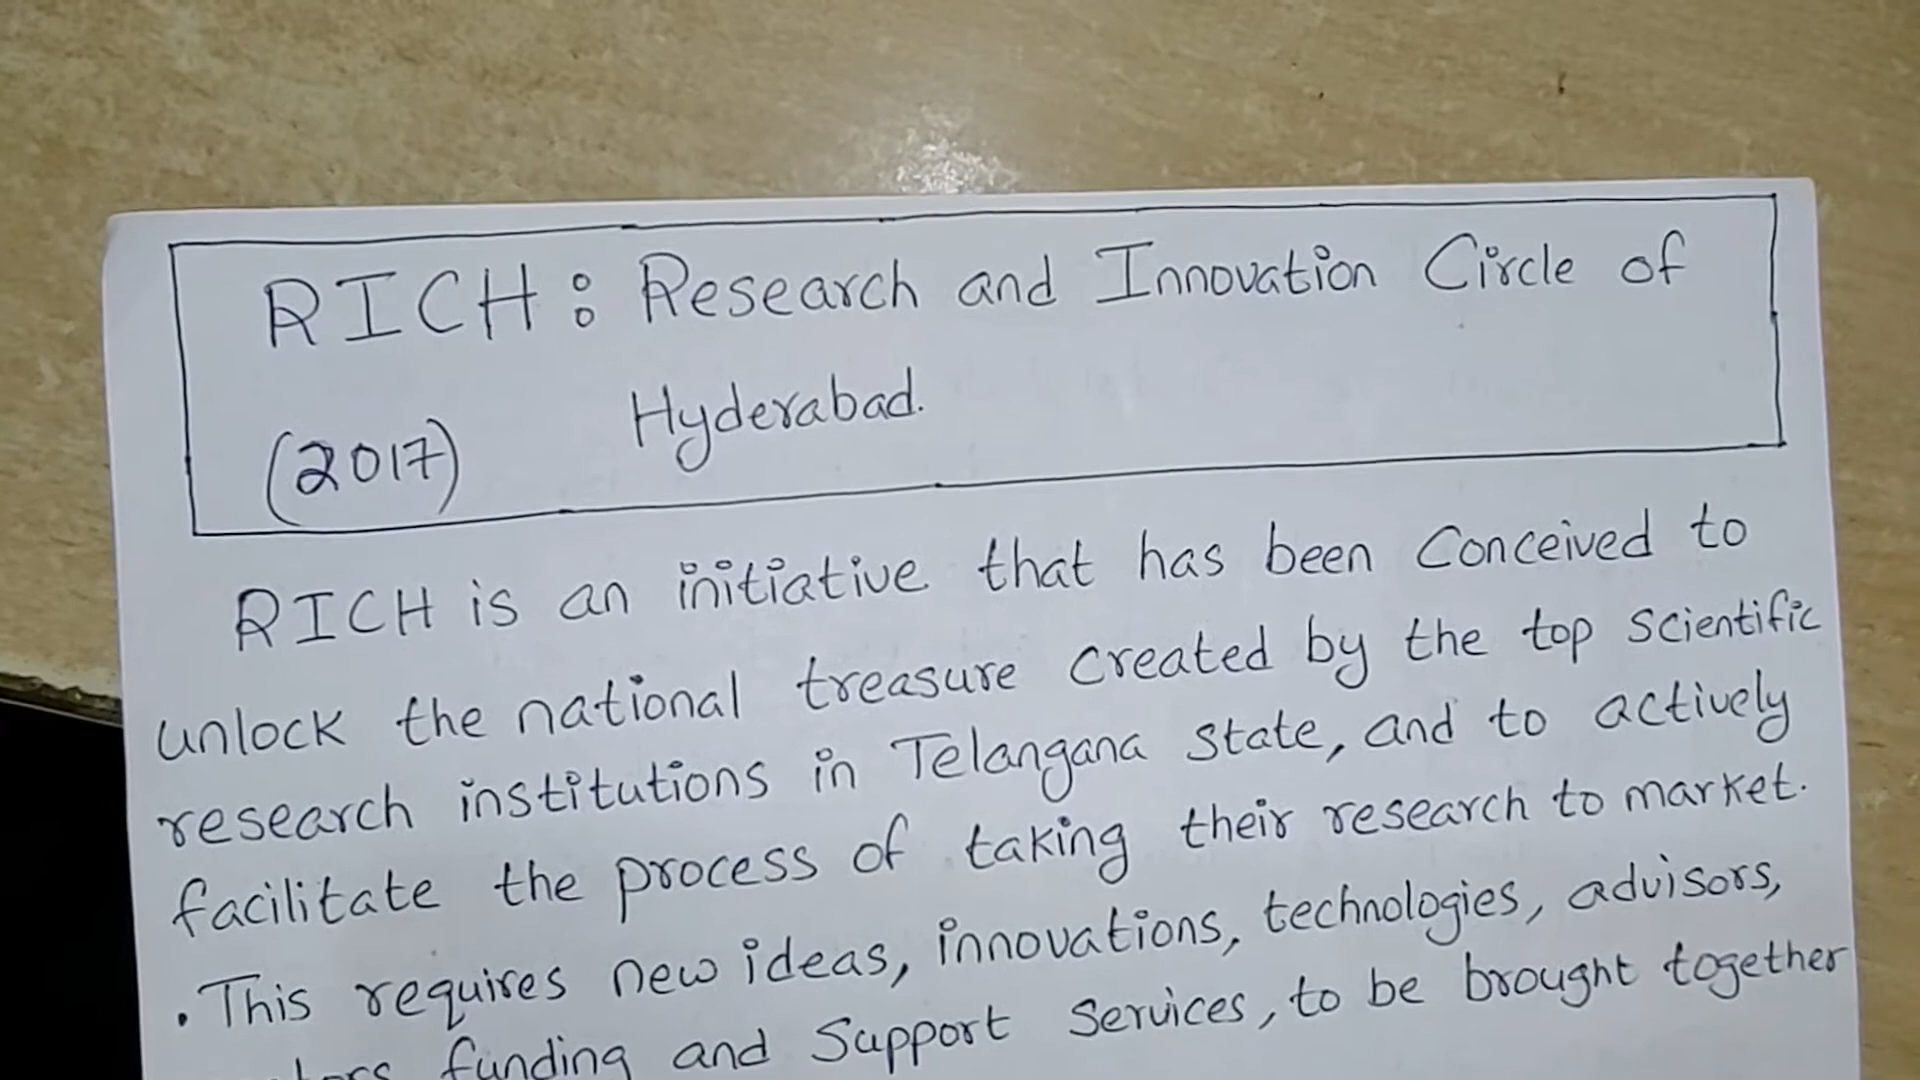 RICH: Research and Innovation Circle of
(2017) Hyderabad.
RICH is an initiative that has been Conceived to
unlock the national treasure created by the top scientific
research institutions in Telangana state, and to actively
facilitate the process of taking their research to market.
. This requires new ideas, innovations, technologies, advisors,
funding and Support Services, to be brought together